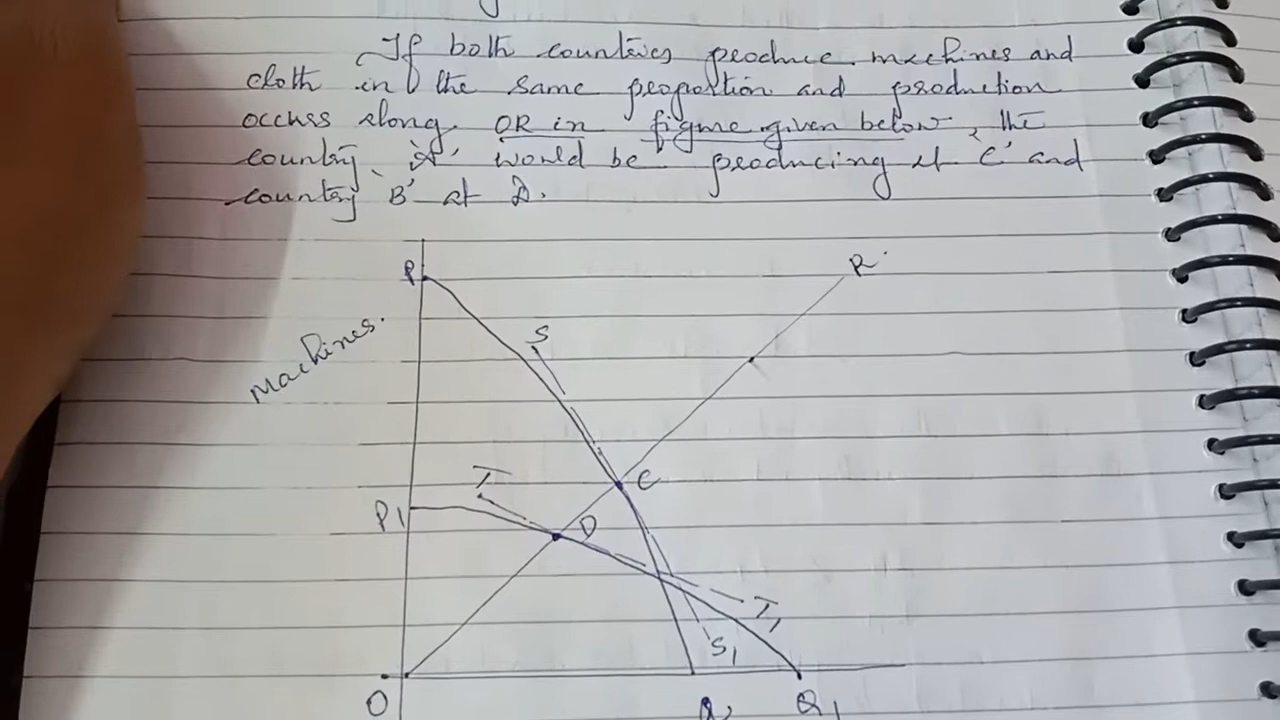 If both countries produce machines and
cloth in the same proportion and production
occurs along OR in figure given below, the
country 'A' would be producing at 'C' and
country 'B' at D.
P
R
Machines.
S
C
T
P1
D
T1
S1
O
Q1